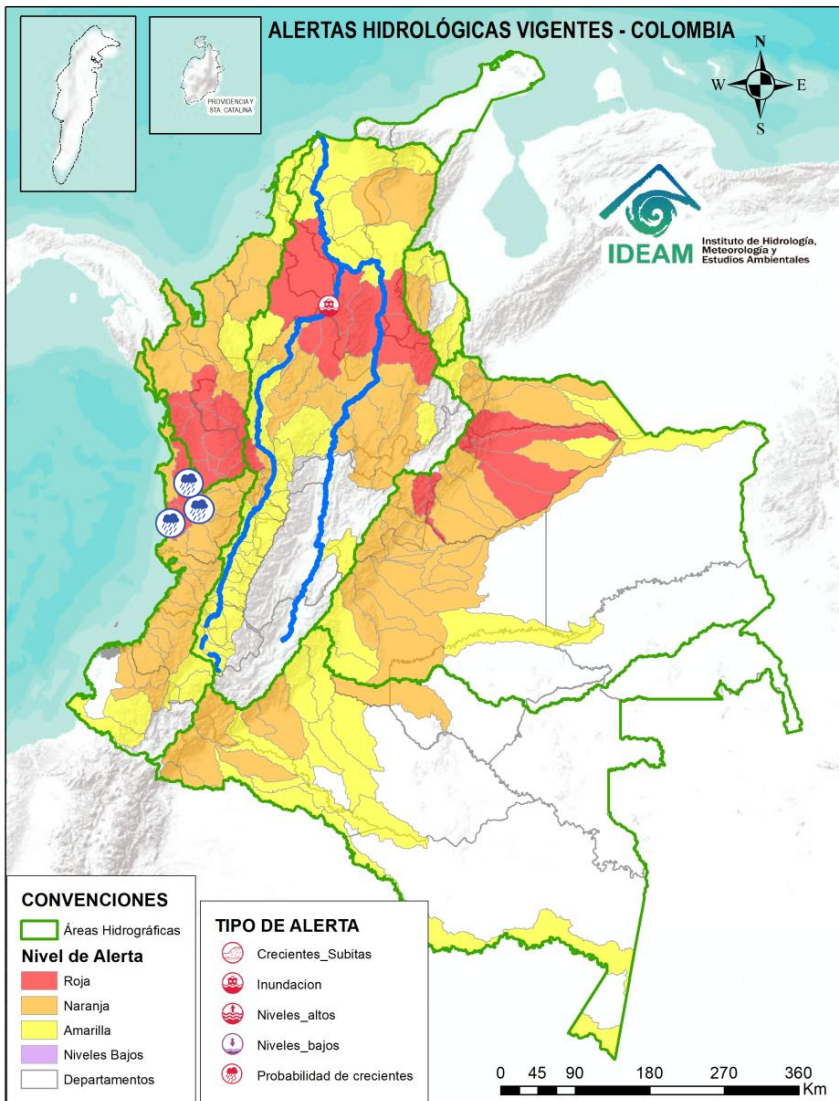 ALERTAS HIDROLÓGICAS VIGENTES - COLOMBIA
PROVIDENCIA Y
STA. CATALINA
N
W
E
S
IDEAM
Instituto de Hidrología,
Meteorología y
Estudios Ambientales
CONVENCIONES
Áreas Hidrográficas
Nivel de Alerta
Roja
Naranja
Amarilla
Niveles Bajos
Departamentos
TIPO DE ALERTA
Crecientes_Subitas
Inundacion
Niveles_altos
Niveles_bajos
Probabilidad de crecientes
0 45 90 180 270 360
Km